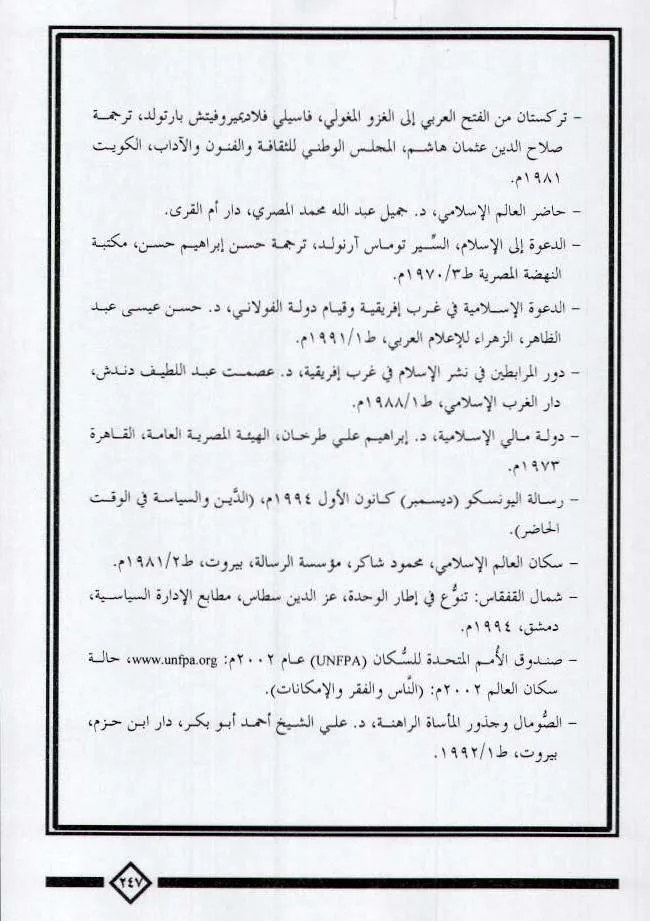 - تركستان من الفتح العربي إلى الغزو المغولي، فاسيلي فلاديميروفيتش بارتولد، ترجمـة
صلاح الدين عثمان هاشـم، المجلس الوطني للثقافة والفنون والآداب، الكويت
١٩٨١م.
- حاضر العالم الإسلامي، د. جميل عبد الله محمد المصري، دار أم القرى.
- الدعوة إلى الإسلام، السِّير توماس آرنولد، ترجمة حسن إبراهيم حسن، مكتبة
النهضة المصرية ط٣/١٩٧٠م.
- الدعوة الإسلامية في غرب إفريقية وقيام دولة الفولاني، د. حسن عيسى عبد
الظاهر، الزهراء للإعلام العربي، ط١/١٩٩١م.
- دور المرابطين في نشر الإسلام في غرب إفريقية، د. عصمت عبد اللطيف دندش،
دار الغرب الإسلامي، ط١/١٩٨٨م.
- دولة مالي الإسلامية، د. إبراهيم علي طرخان، الهيئة المصرية العامة، القاهرة
١٩٧٣م.
- رسالة اليونسكو (ديسمبر) كانون الأول ١٩٩٤م، (الدِّين والسياسة في الوقت
الحاضر).
- سكان العالم الإسلامي، محمود شاكر، مؤسسة الرسالة، بيروت، ط٢/١٩٨١م.
- شمال القفقاس: تنوُّع في إطار الوحدة، عز الدين سطاس، مطابع الإدارة السياسية،
دمشق، ١٩٩٤م.
- صندوق الأُمم المتحدة للسُّكان (UNFPA) عام ٢٠٠٢م: www.unfpa.org، حالة
سكان العالم ٢٠٠٢م: (النَّاس والفقر والإمكانات).
- الصُّومال وجذور المأساة الراهنة، د. علي الشيخ أحمد أبو بكر، دار ابن حزم،
بيروت، ط١/١٩٩٢.
٢٤٧